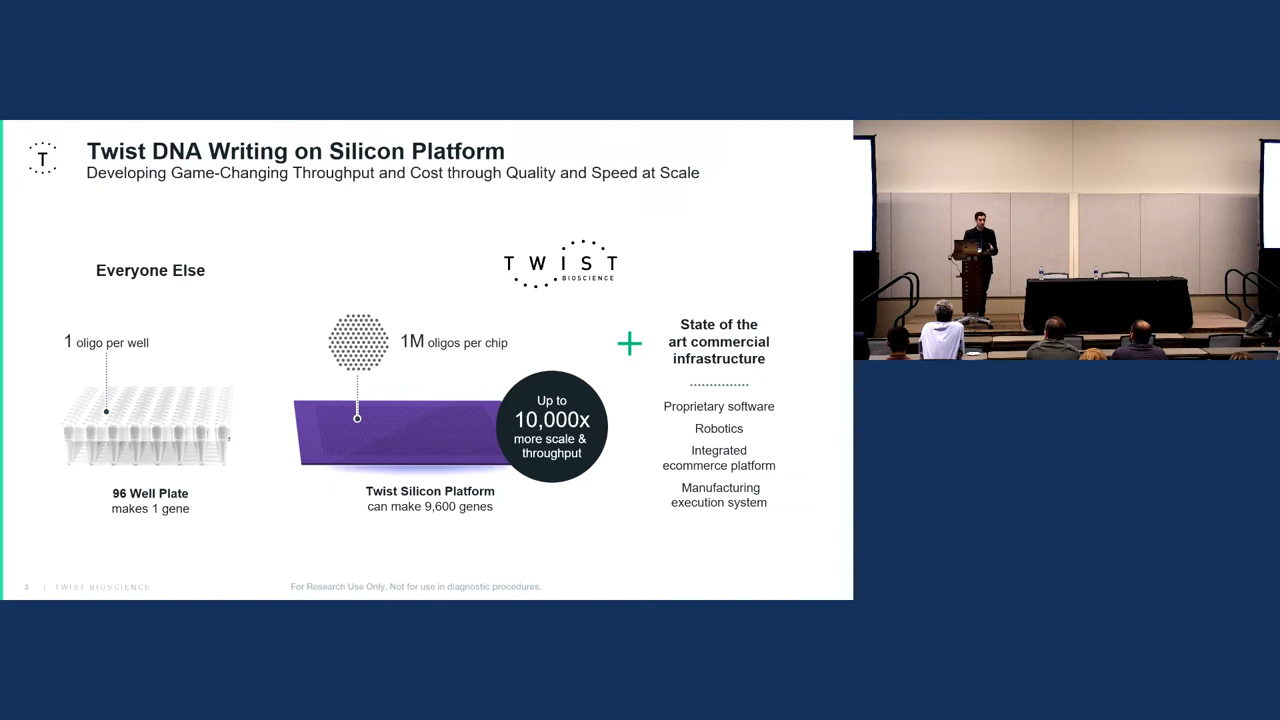 T
Twist DNA Writing on Silicon Platform
Developing Game-Changing Throughput and Cost through Quality and Speed at Scale
Everyone Else
TWIST
BIOSCIENCE
1 oligo per well
1M oligos per chip
+
State of the
art commercial
infrastructure
Up to
10,000x
more scale &
throughput
Proprietary software
Robotics
Integrated
ecommerce platform
Manufacturing
execution system
96 Well Plate
makes 1 gene
Twist Silicon Platform
can make 9,600 genes
3 | TWIST BIOSCIENCE
For Research Use Only. Not for use in diagnostic procedures.